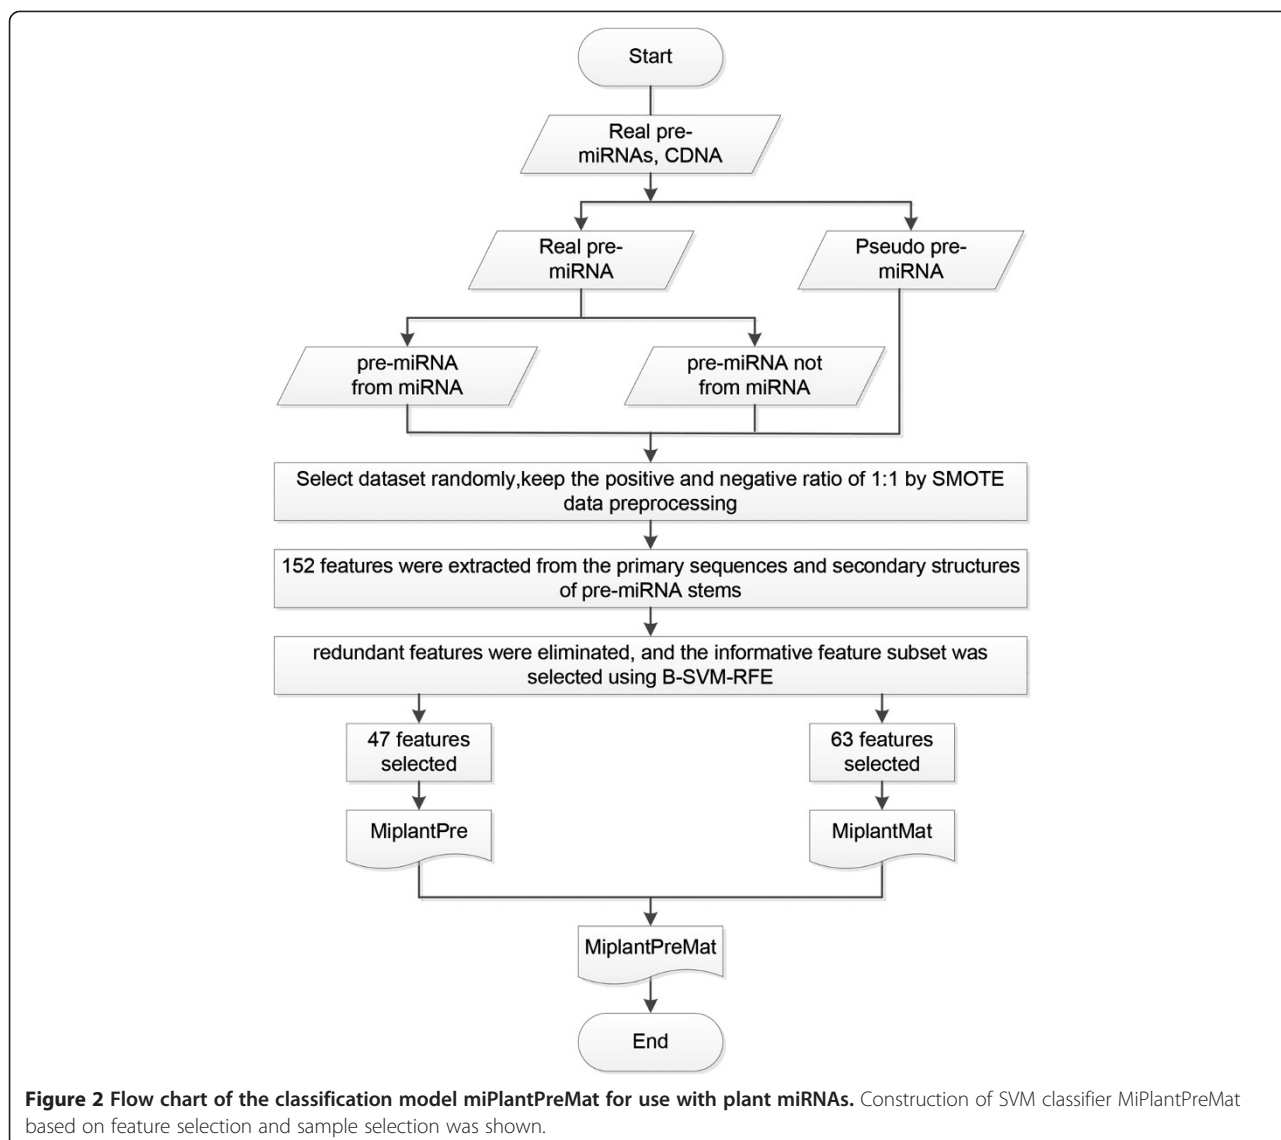 Start
Real pre-
miRNAs, CDNA
Real pre-
miRNA
Pseudo pre-
miRNA
pre-miRNA
from miRNA
pre-miRNA not
from miRNA
Select dataset randomly,keep the positive and negative ratio of 1:1 by SMOTE
data preprocessing
152 features were extracted from the primary sequences and secondary structures
of pre-miRNA stems
redundant features were eliminated, and the informative feature subset was
selected using B-SVM-RFE
47 features
selected
63 features
selected
MiplantPre
MiplantMat
MiplantPreMat
End
Figure 2 Flow chart of the classification model miPlantPreMat for use with plant miRNAs. Construction of SVM classifier MiPlantPreMat
based on feature selection and sample selection was shown.